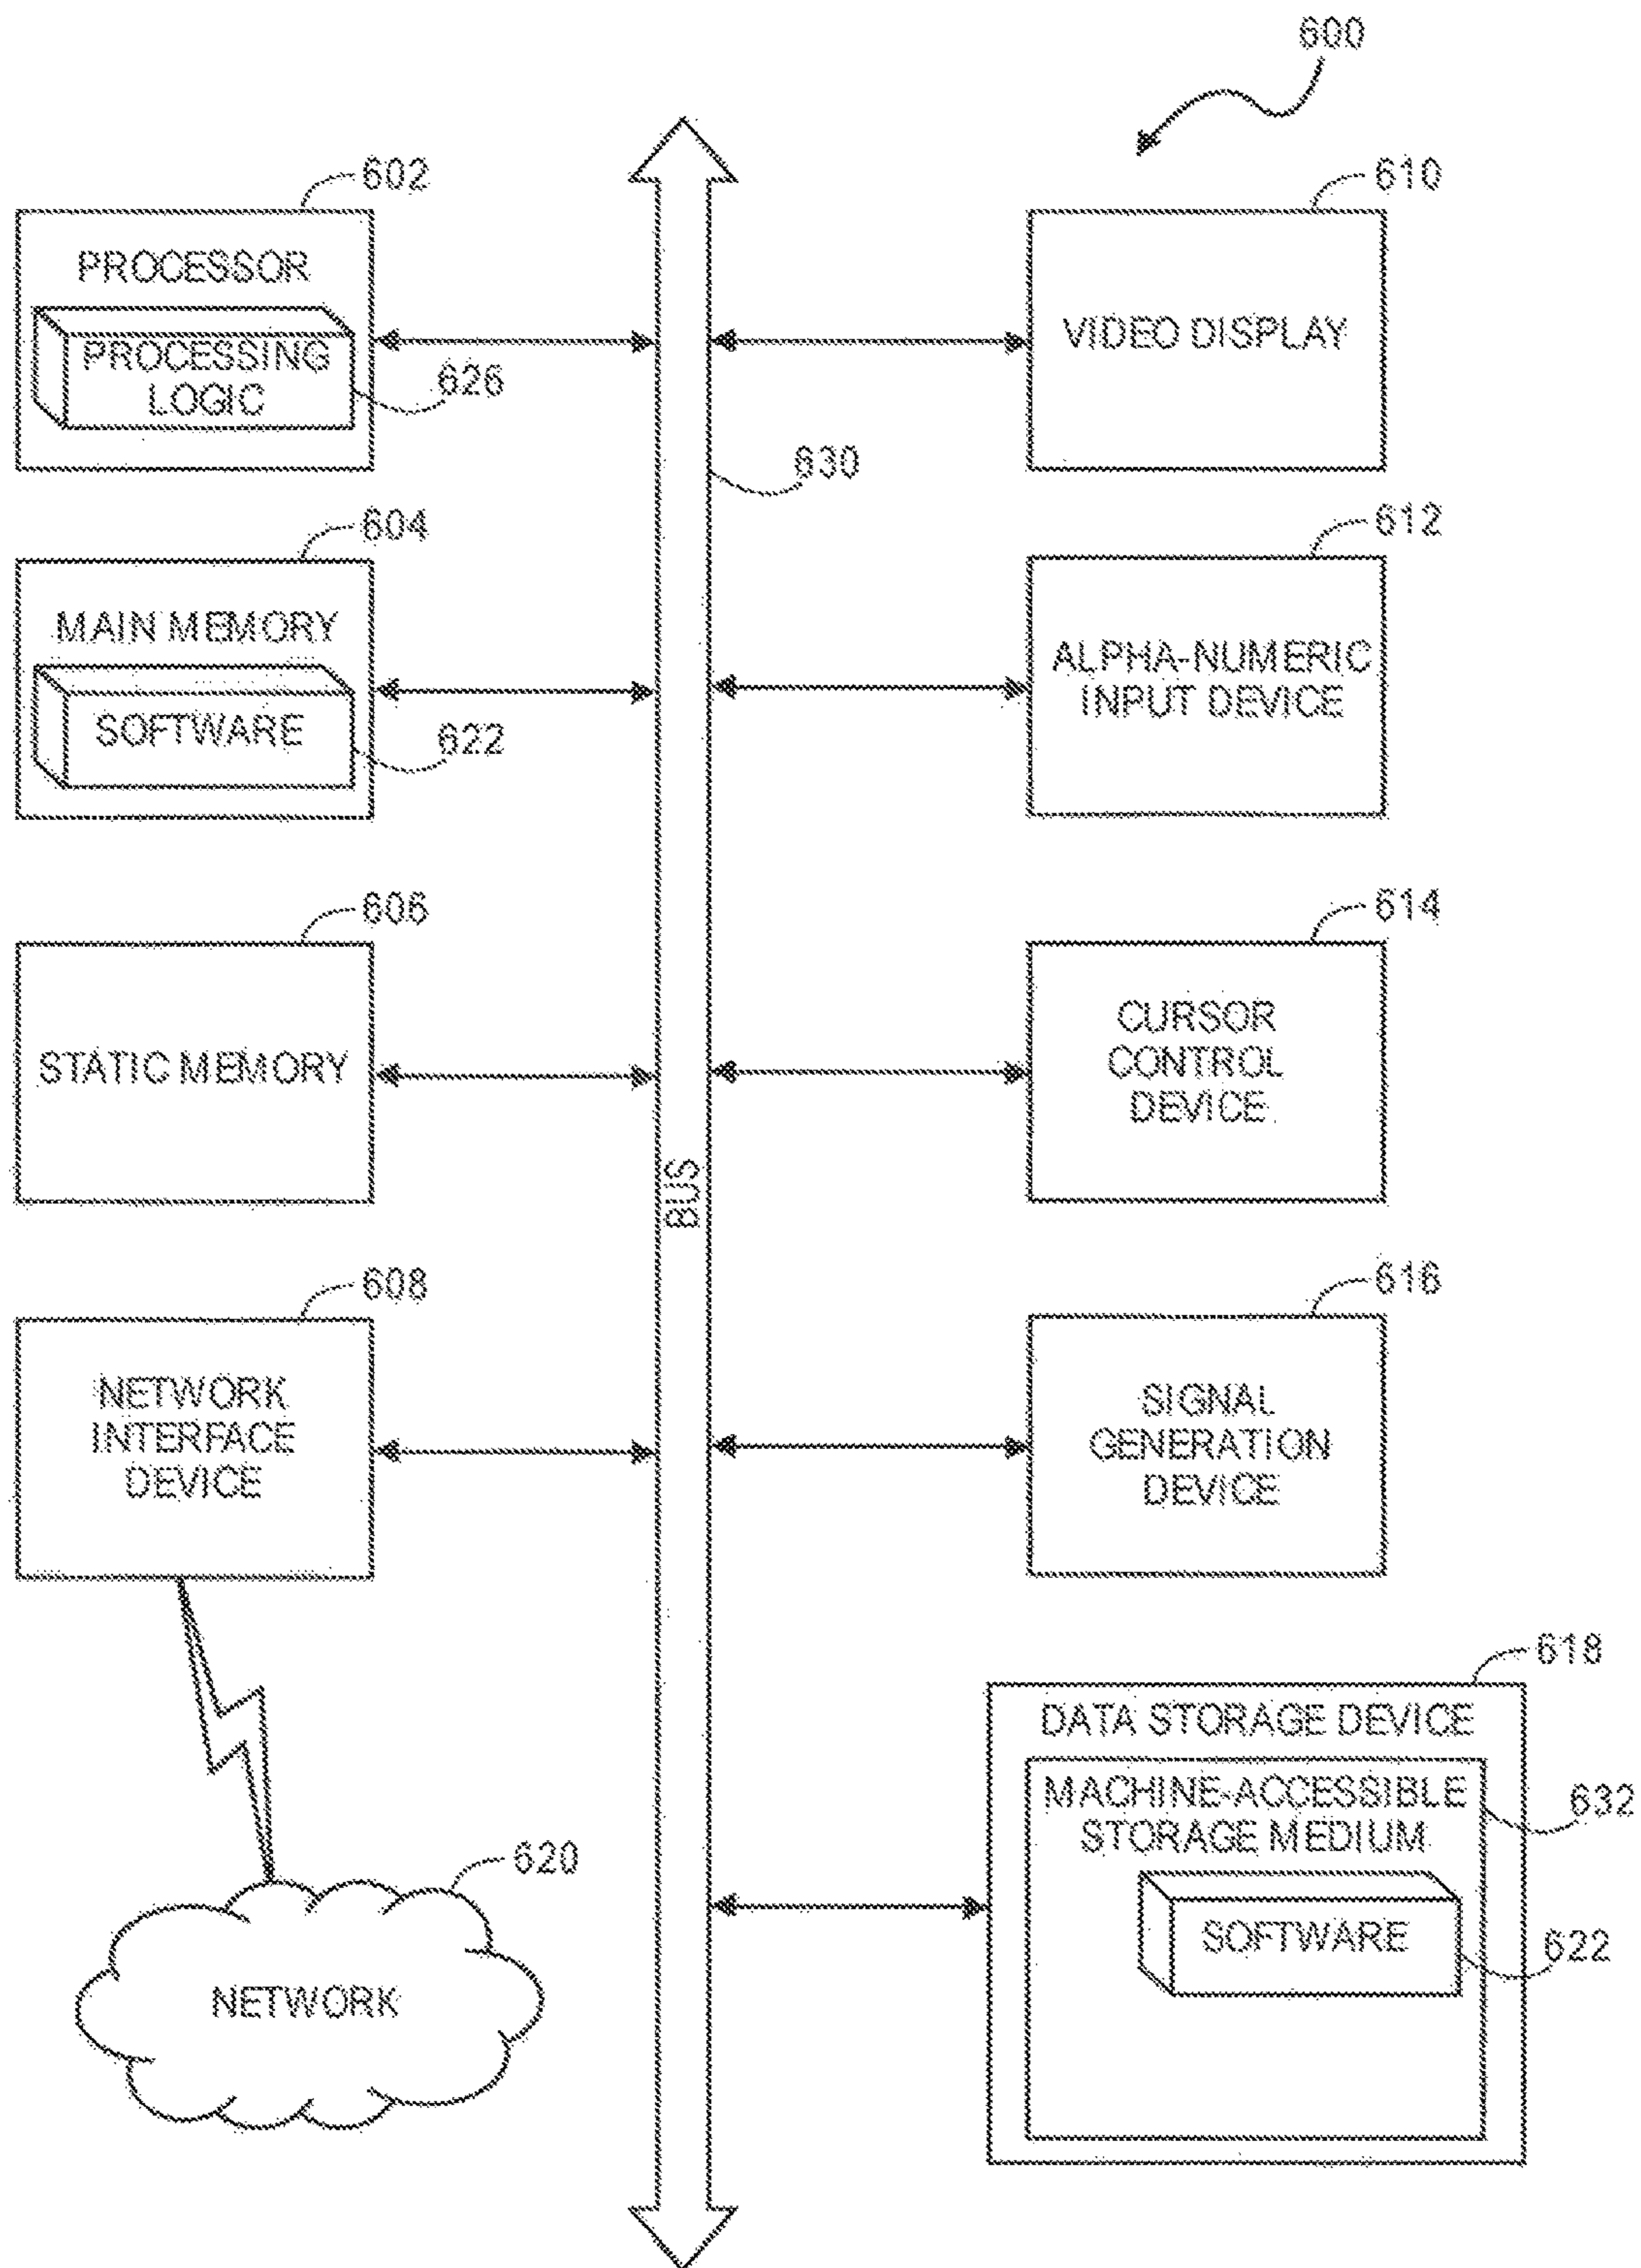 600
602
PROCESSOR
PROCESSING
LOGIC
626
610
VIDEO DISPLAY
630
604
MAIN MEMORY
SOFTWARE
622
612
ALPHA-NUMERIC
INPUT DEVICE
606
STATIC MEMORY
614
CURSOR
CONTROL
DEVICE
BUS
608
NETWORK
INTERFACE
DEVICE
616
SIGNAL
GENERATION
DEVICE
618
DATA STORAGE DEVICE
MACHINE-ACCESSIBLE
STORAGE MEDIUM
632
SOFTWARE
622
620
NETWORK